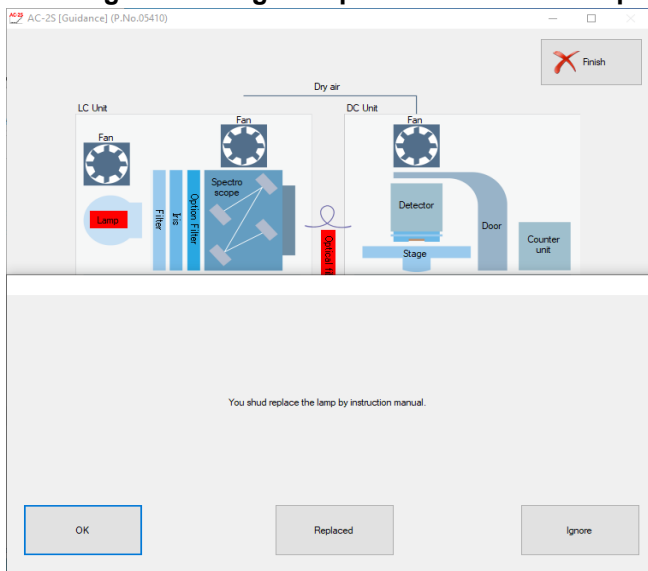 AC-2S [Guidance] (P.No.05410)
Finish
Dry air
LC Unit
DC Unit
Fan
Fan
Fan
Spectro
scope
Lamp
Filter
Iris
Option Filter
Optical
Detector
Door
Stage
Counter
unit
You shud replace the lamp by instruction manual.
OK
Replaced
Ignore